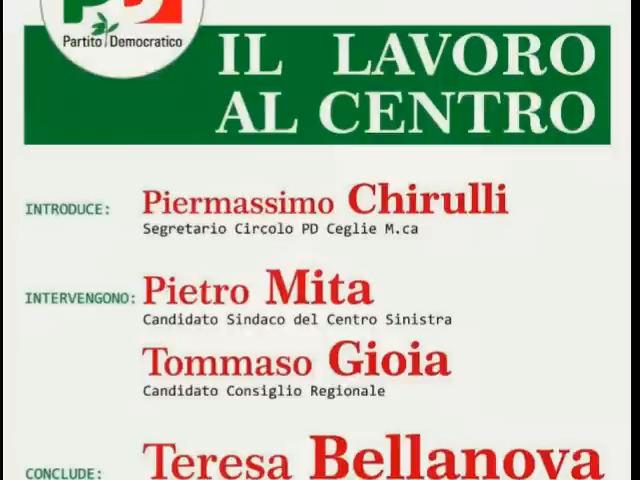 PD
Partito Democratico
IL LAVORO
AL CENTRO
INTRODUCE: Piermassimo Chirulli
Segretario Circolo PD Ceglie M.ca
INTERVENGONO: Pietro Mita
Candidato Sindaco del Centro Sinistra
Tommaso Gioia
Candidato Consiglio Regionale
CONCLUDE: Teresa Bellanova